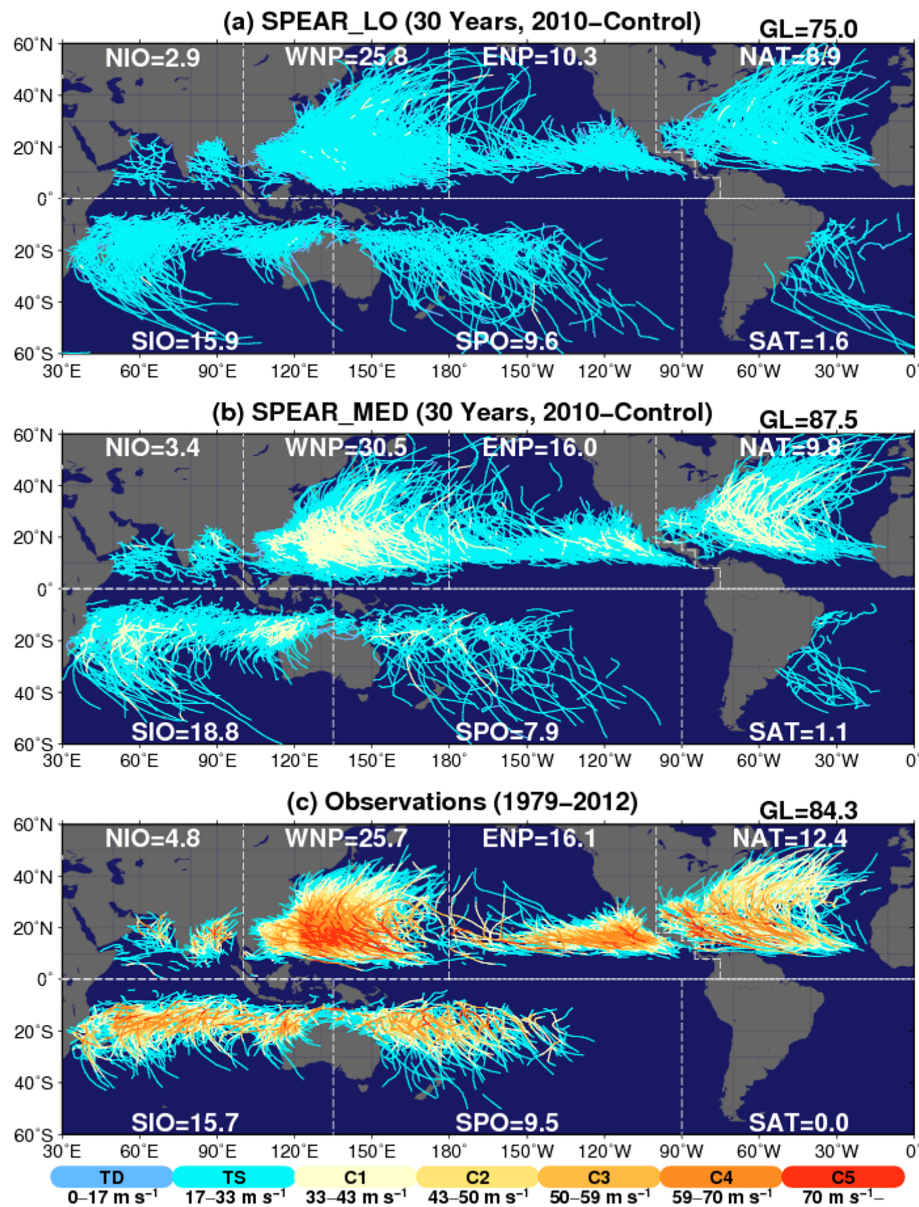 (a) SPEAR_LO (30 Years, 2010−Control)
GL=75.0
60˚N
NIO=2.9 WNP=25.8 ENP=10.3 NAT=8.9
40˚N
20˚N
0˚
20˚S
40˚S
SIO=15.9 SPO=9.6 SAT=1.6
60˚S
30˚E 60˚E 90˚E 120˚E 150˚E 180˚ 150˚W 120˚W 90˚W 60˚W 30˚W 0˚
(b) SPEAR_MED (30 Years, 2010−Control)
GL=87.5
60˚N
NIO=3.4 WNP=30.5 ENP=16.0 NAT=9.8
40˚N
20˚N
0˚
20˚S
40˚S
SIO=18.8 SPO=7.9 SAT=1.1
60˚S
30˚E 60˚E 90˚E 120˚E 150˚E 180˚ 150˚W 120˚W 90˚W 60˚W 30˚W 0˚
(c) Observations (1979−2012)
GL=84.3
60˚N
NIO=4.8 WNP=25.7 ENP=16.1 NAT=12.4
40˚N
20˚N
0˚
20˚S
40˚S
SIO=15.7 SPO=9.5 SAT=0.0
60˚S
30˚E 60˚E 90˚E 120˚E 150˚E 180˚ 150˚W 120˚W 90˚W 60˚W 30˚W 0˚
TD TS C1 C2 C3 C4 C5
0–17 m s⁻¹ 17–33 m s⁻¹ 33–43 m s⁻¹ 43–50 m s⁻¹ 50–59 m s⁻¹ 59–70 m s⁻¹ 70 m s⁻¹–